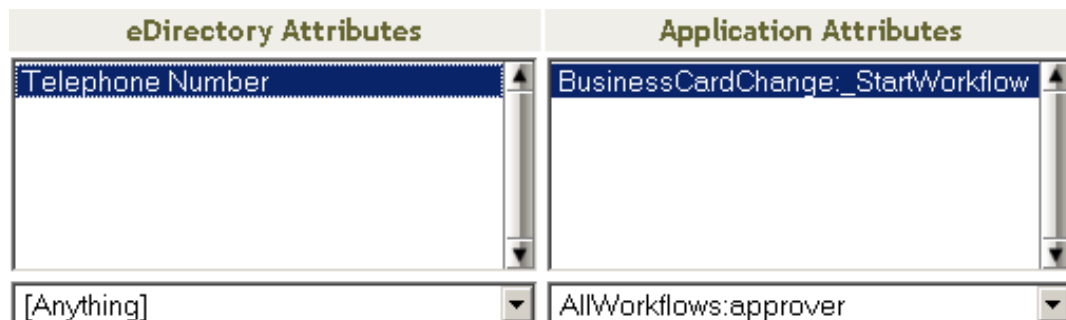 eDirectory Attributes Application Attributes
Telephone Number BusinessCardChange:_StartWorkflow
[Anything] AllWorkflows:approver